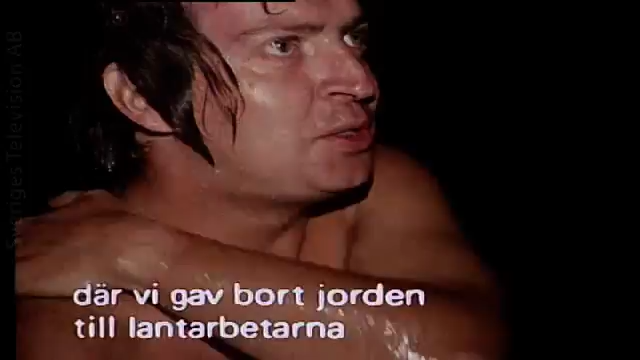 Sveriges Television AB
där vi gav bort jorden
till lantarbetarna